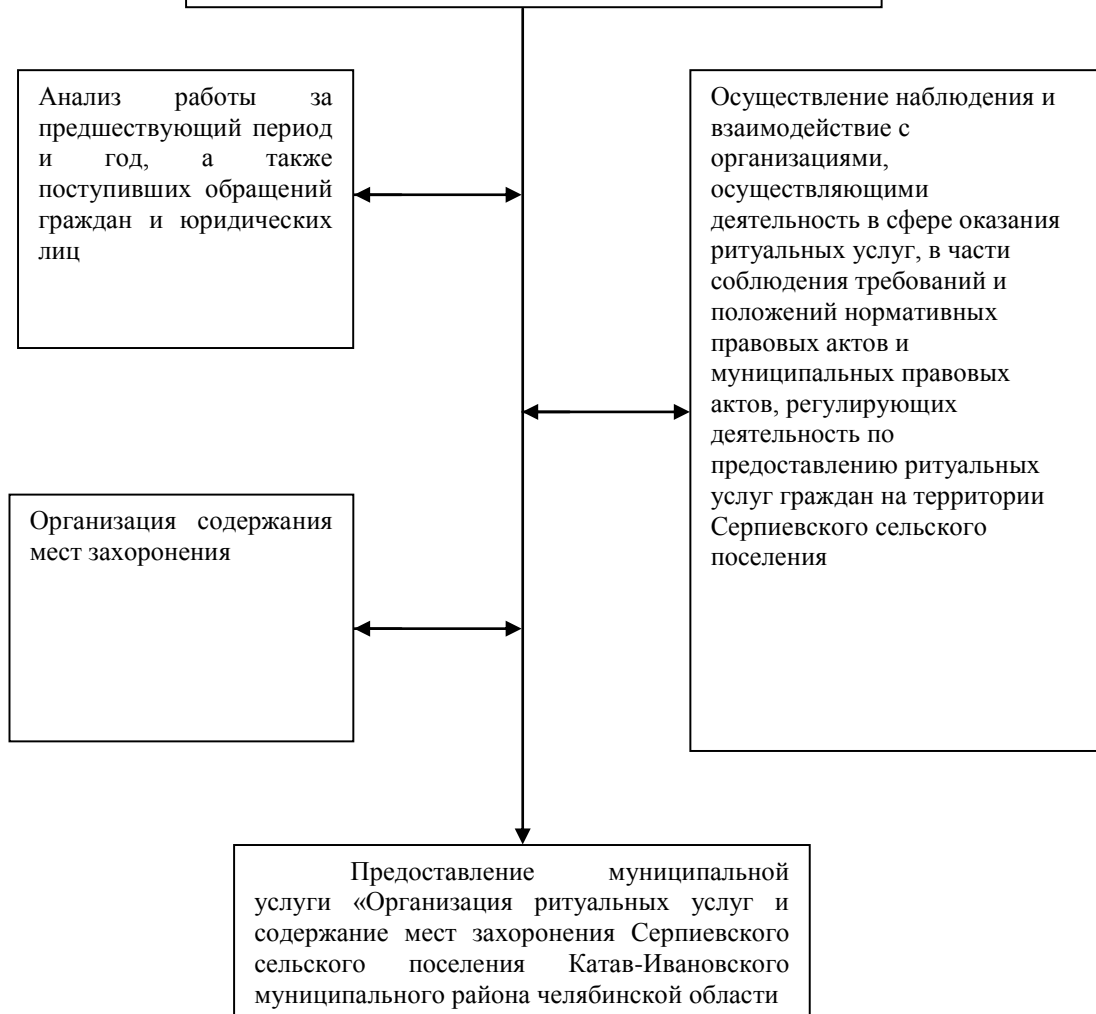 Анализ работы за
предшествующий период
и год, а также
поступивших обращений
граждан и юридических
лиц
Осуществление наблюдения и
взаимодействие с
организациями,
осуществляющими
деятельность в сфере оказания
ритуальных услуг, в части
соблюдения требований и
положений нормативных
правовых актов и
муниципальных правовых
актов, регулирующих
деятельность по
предоставлению ритуальных
услуг граждан на территории
Серпиевского сельского
поселения
Организация содержания
мест захоронения
Предоставление муниципальной
услуги «Организация ритуальных услуг и
содержание мест захоронения Серпиевского
сельского поселения Катав-Ивановского
муниципального района челябинской области